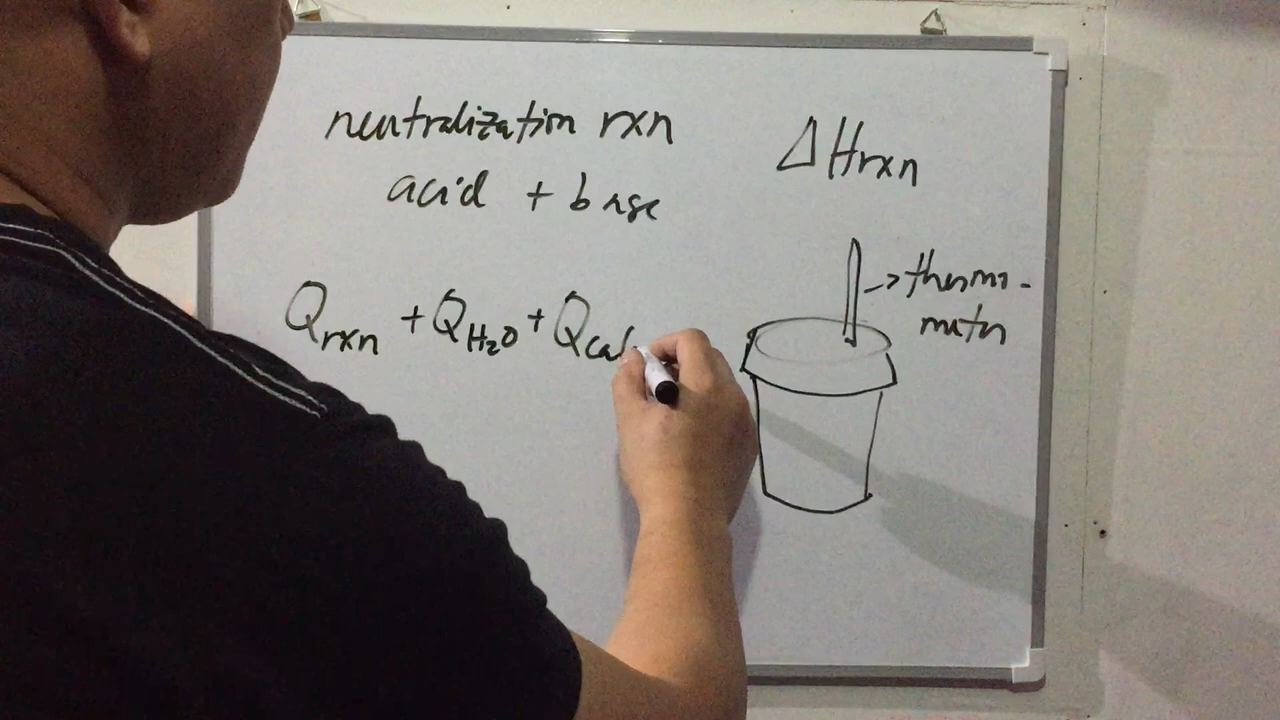 neutralization rxn
acid + base
ΔHrxn
→ thermo-
meter
Qrxn + QH₂O + Qcal